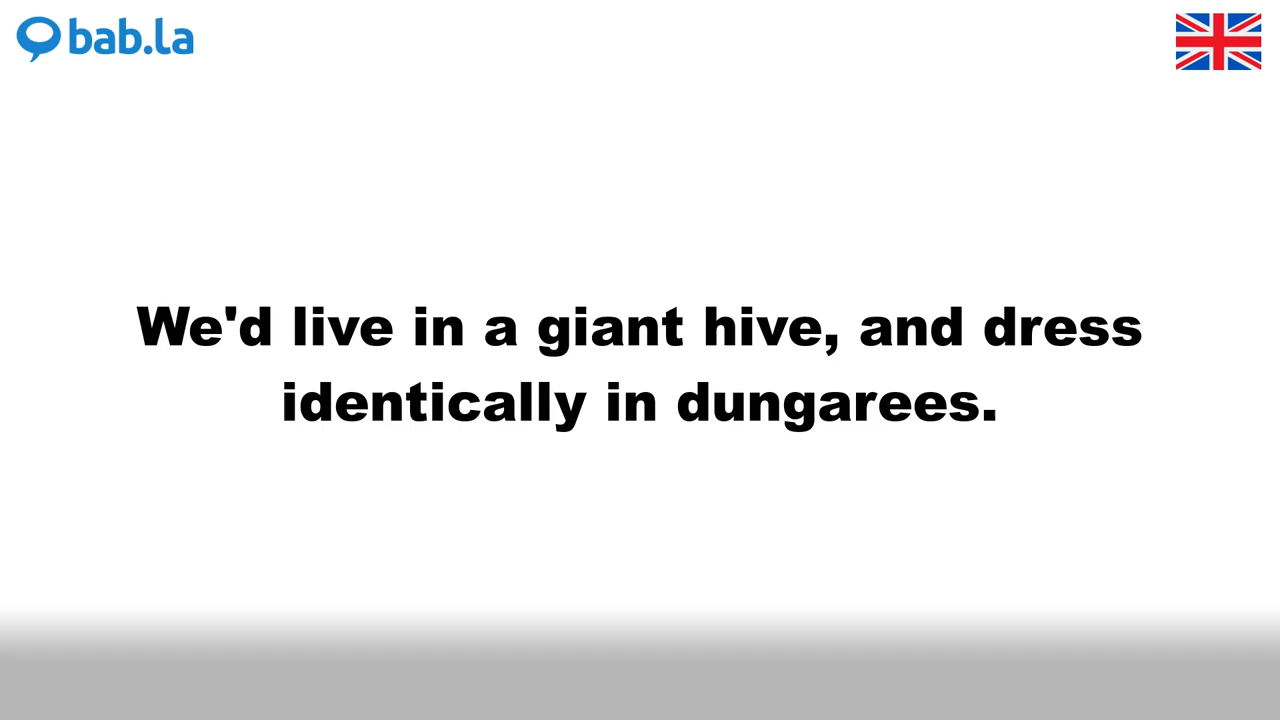 bab.la
We'd live in a giant hive, and dress
identically in dungarees.